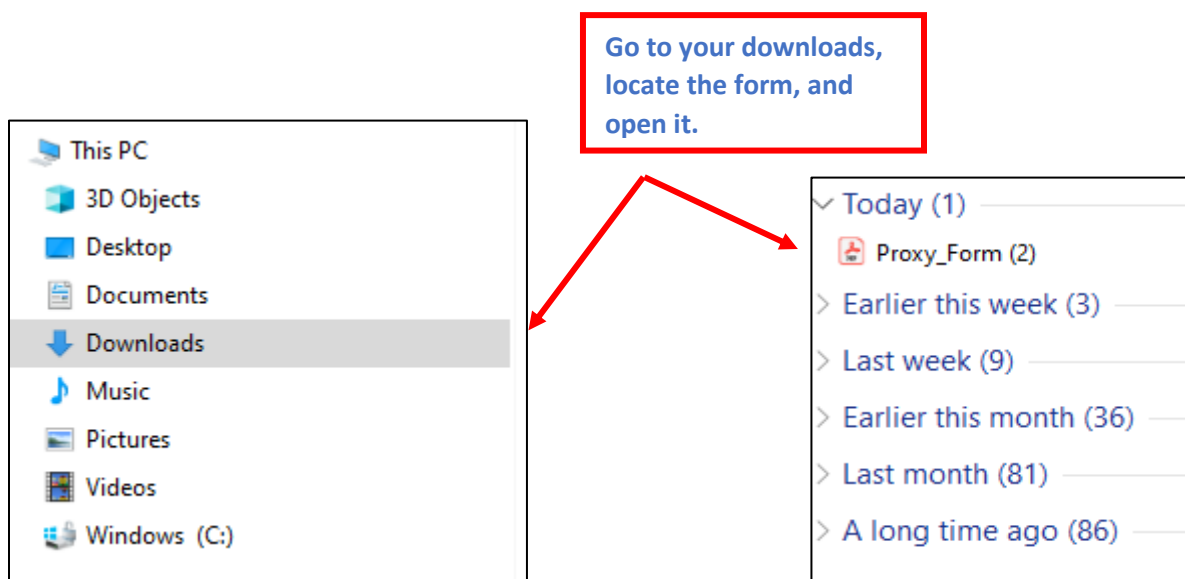 Go to your downloads,
locate the form, and
open it.
This PC
3D Objects
Desktop
Documents
Downloads
Music
Pictures
Videos
Windows (C:)
Today (1)
Proxy_Form (2)
Earlier this week (3)
Last week (9)
Earlier this month (36)
Last month (81)
A long time ago (86)